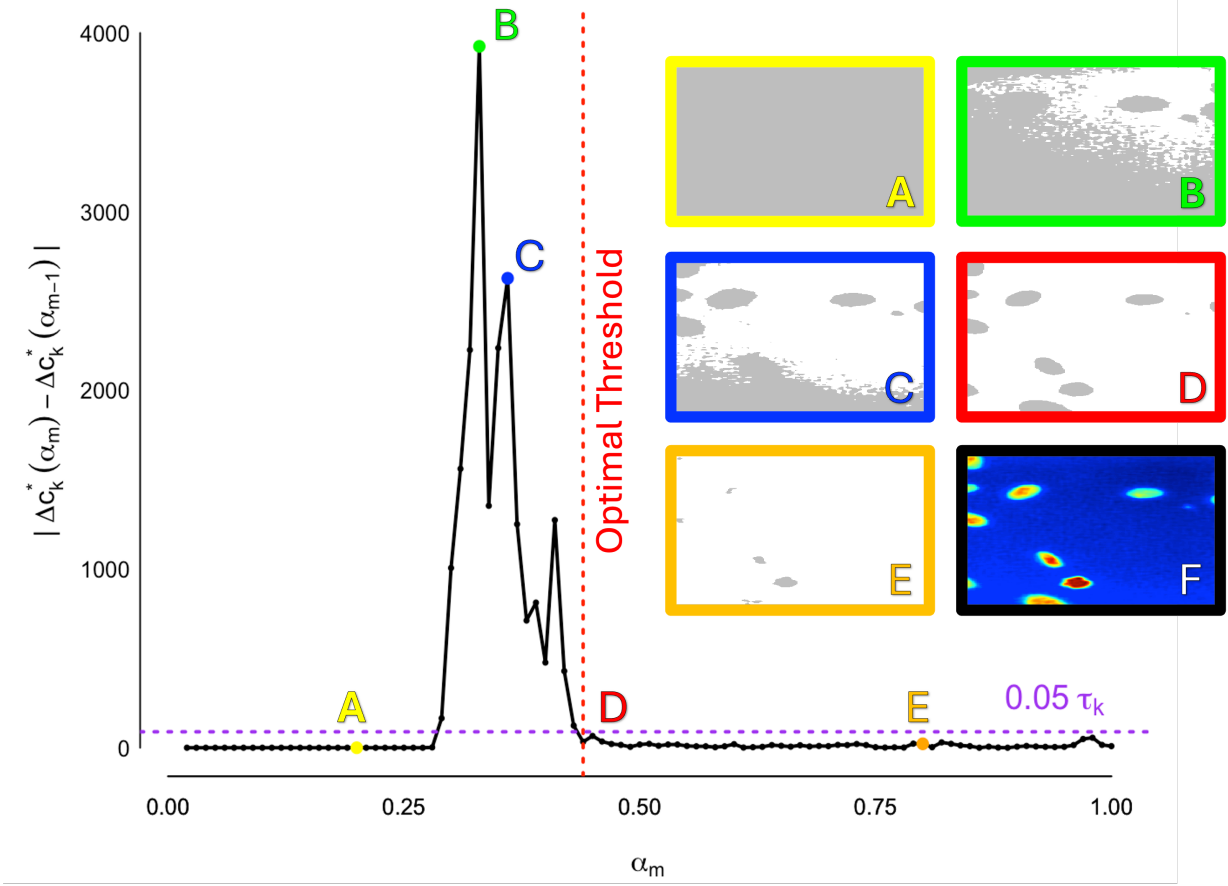 4000
3000
2000
1000
0
| Δc*k (αm) − Δc*k (αm−1) |
B
C
A
D
E
Optimal Threshold
0.05 τk
A
B
C
D
E
F
0.00
0.25
0.50
0.75
1.00
αm